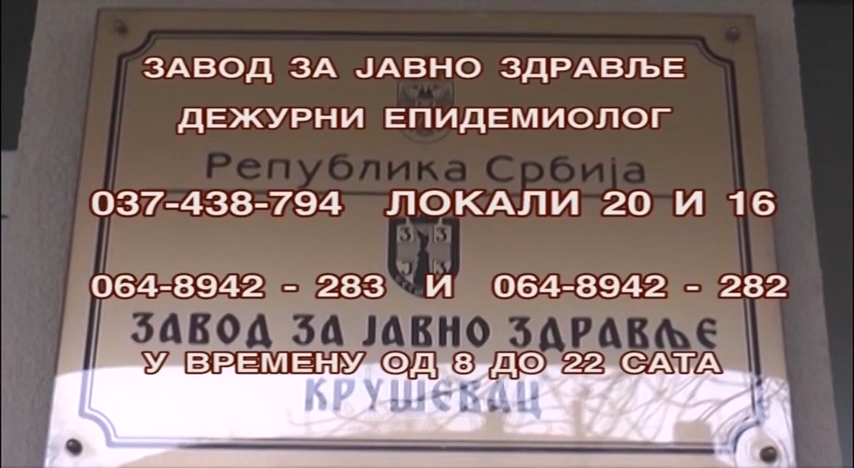 ЗАВОД ЗА ЈАВНО ЗДРАВЉЕ
ДЕЖУРНИ ЕПИДЕМИОЛОГ
Република Србија
037-438-794 ЛОКАЛИ 20 И 16
064-8942 - 283 И 064-8942 - 282
ЗАВОД ЗА ЈАВНО ЗДРАВЉЕ
У ВРЕМЕНУ ОД 8 ДО 22 САТА
КРУШЕВАЦ